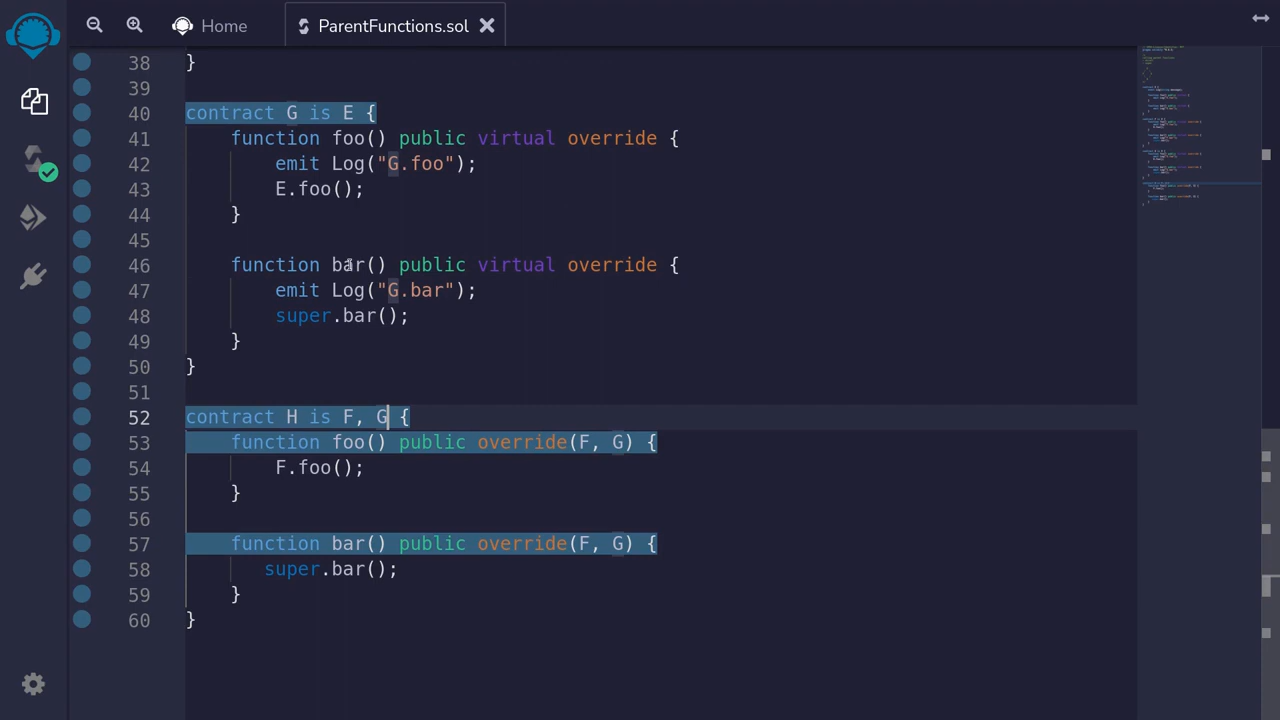 Home
ParentFunctions.sol
38 }
39
40 contract G is E {
41 function foo() public virtual override {
42 emit Log("G.foo");
43 E.foo();
44 }
45
46 function bar() public virtual override {
47 emit Log("G.bar");
48 super.bar();
49 }
50 }
51
52 contract H is F, G {
53 function foo() public override(F, G) {
54 F.foo();
55 }
56
57 function bar() public override(F, G) {
58 super.bar();
59 }
60 }